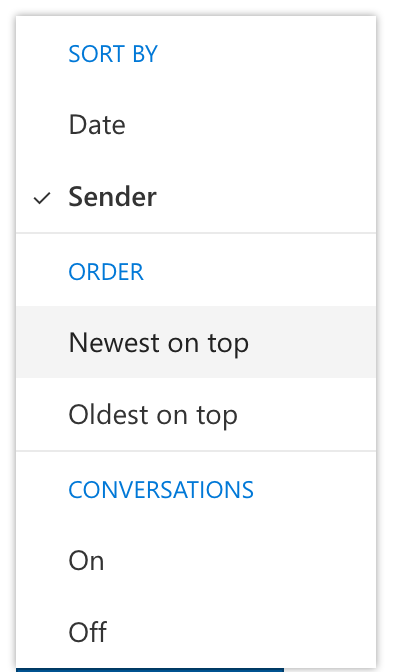 SORT BY
Date
Sender
ORDER
Newest on top
Oldest on top
CONVERSATIONS
On
Off